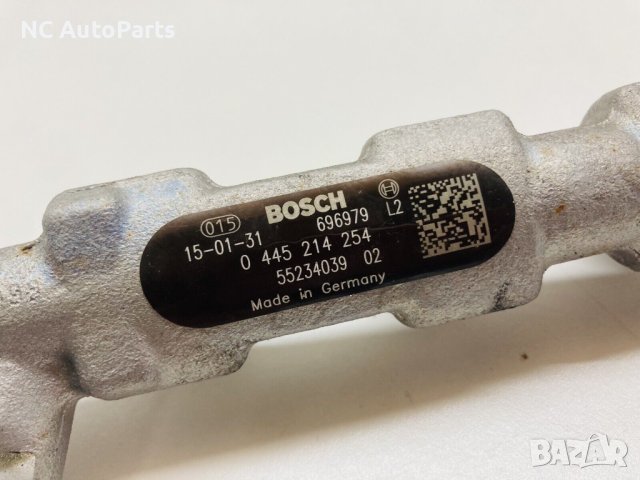 NC AutoParts
015 BOSCH
15-01-31 696979 L2
0 445 214 254
55234039 02
Made in Germany
BAZAR